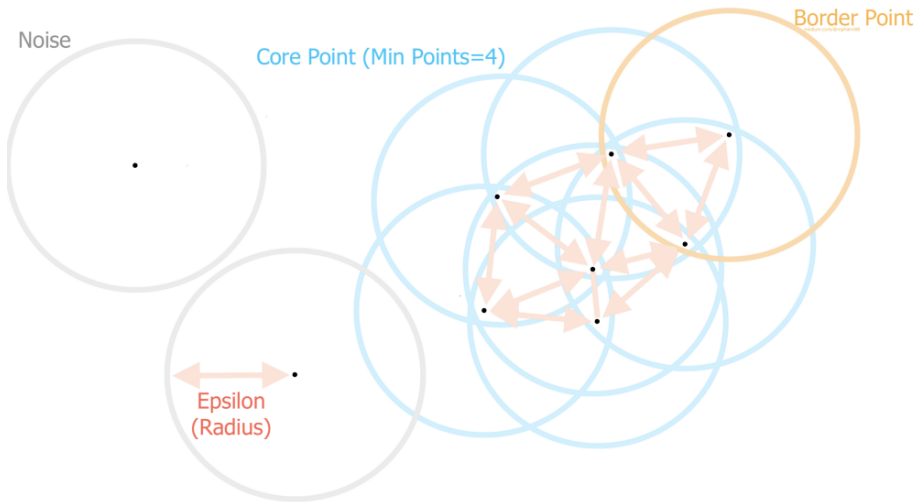 Noise
Border Point
Core Point (Min Points=4)
Epsilon
(Radius)